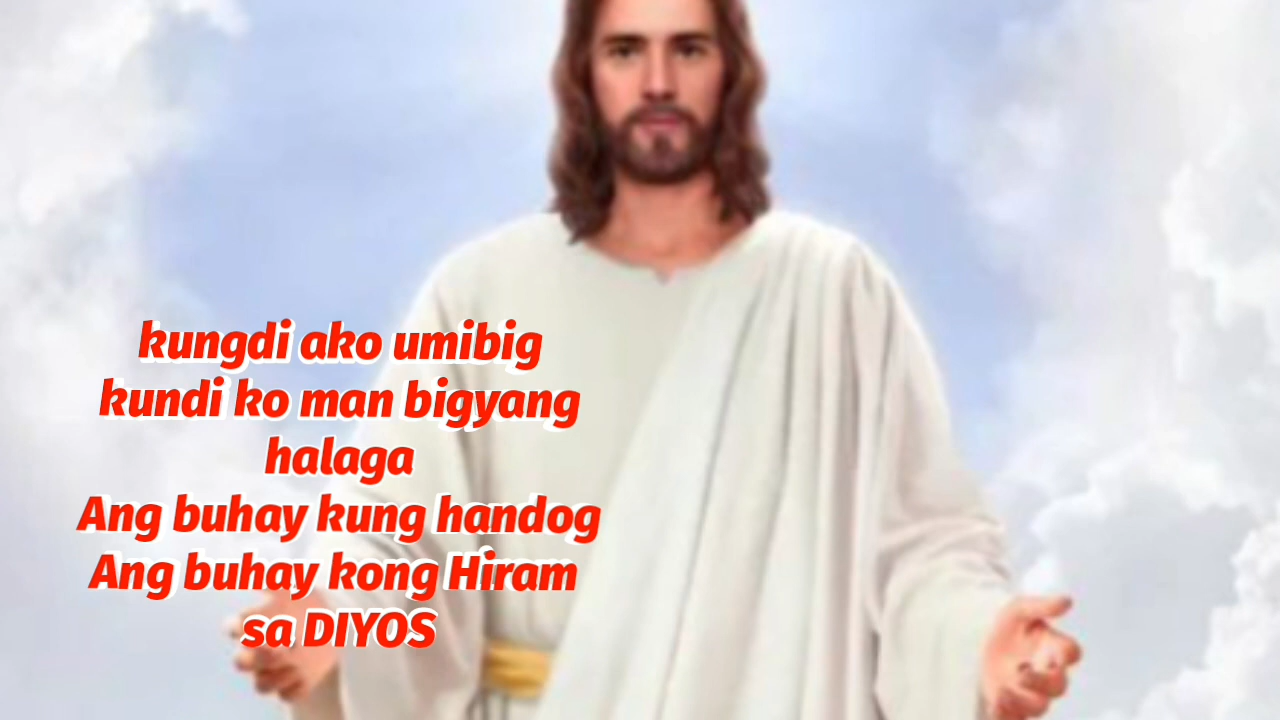 kungdi ako umibig
kundi ko man bigyang
halaga
Ang buhay kung handog
Ang buhay kong Hiram
sa DIYOS